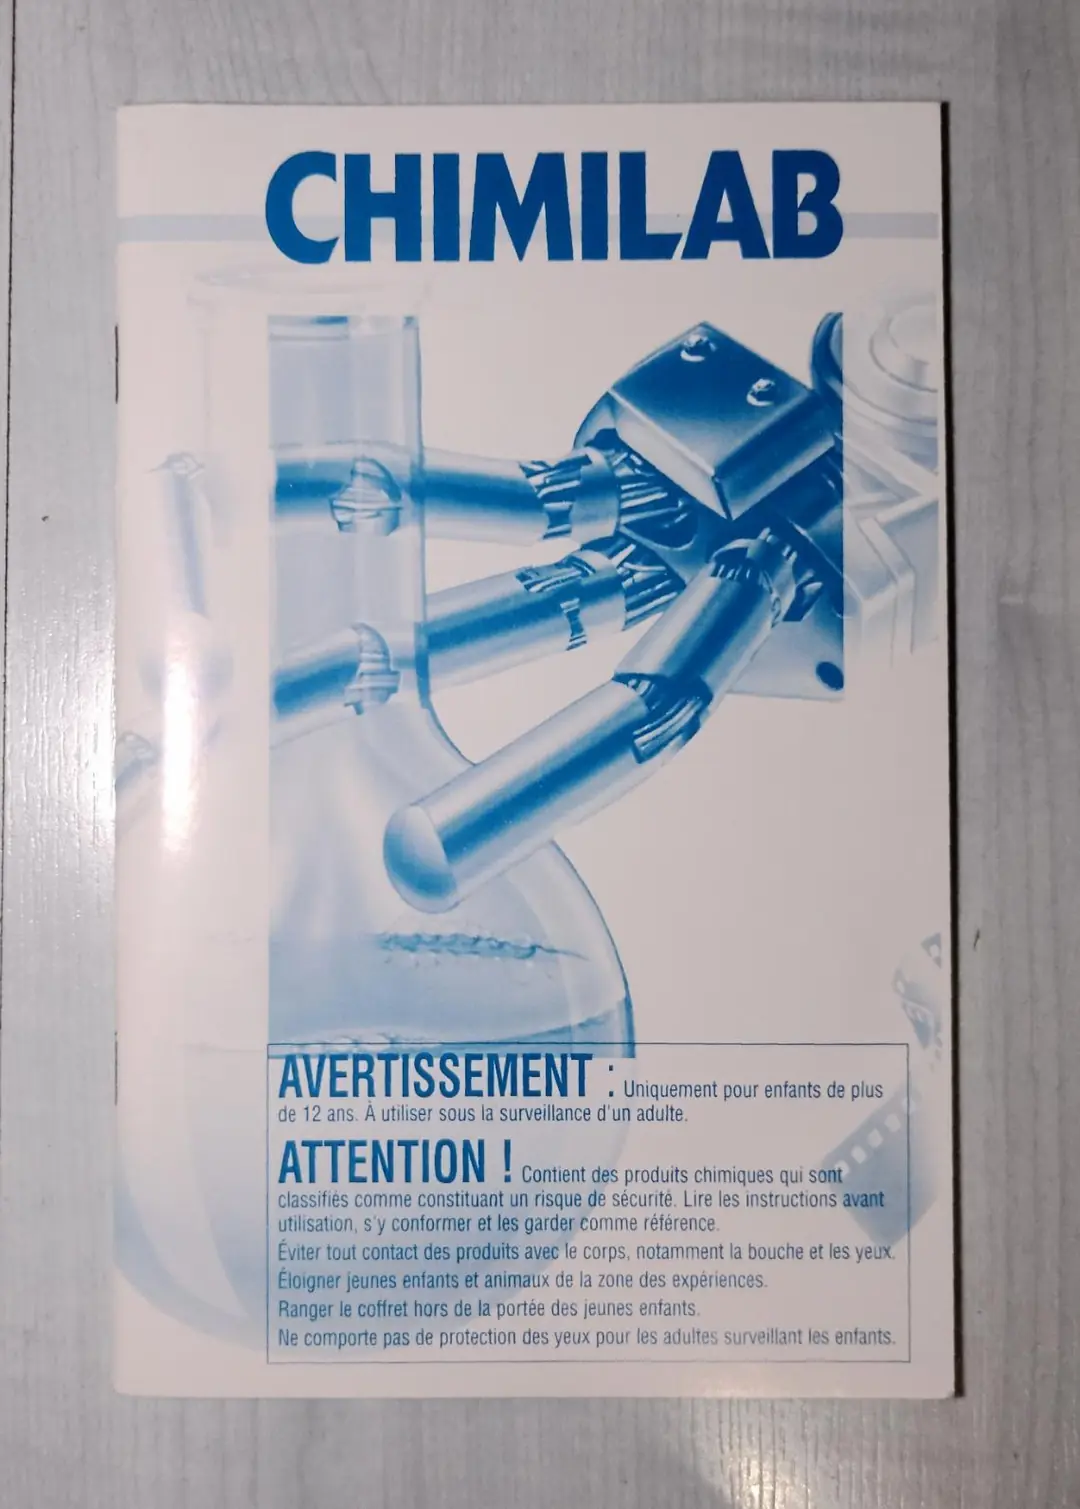 CHIMILAB
AVERTISSEMENT : Uniquement pour enfants de plus
de 12 ans. À utiliser sous la surveillance d'un adulte.
ATTENTION ! Contient des produits chimiques qui sont
classifiés comme constituant un risque de sécurité. Lire les instructions avant
utilisation, s'y conformer et les garder comme référence.
Éviter tout contact des produits avec le corps, notamment la bouche et les yeux.
Éloigner jeunes enfants et animaux de la zone des expériences.
Ranger le coffret hors de la portée des jeunes enfants.
Ne comporte pas de protection des yeux pour les adultes surveillant les enfants.